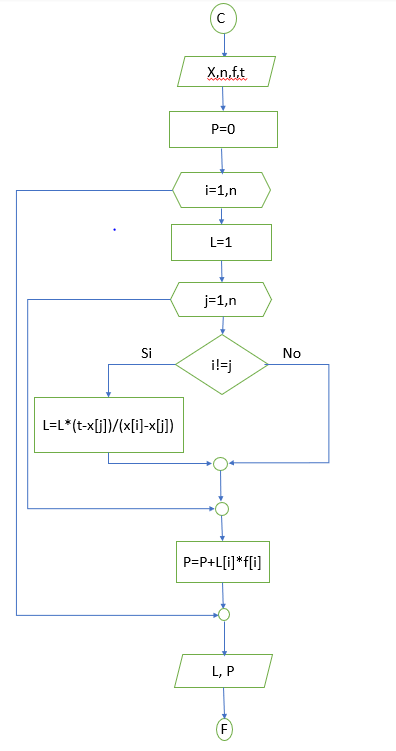 C
X,n,f,t
P=0
i=1,n
L=1
j=1,n
Si
i!=j
No
L=L*(t-x[j])/(x[i]-x[j])
P=P+L[i]*f[i]
L, P
F